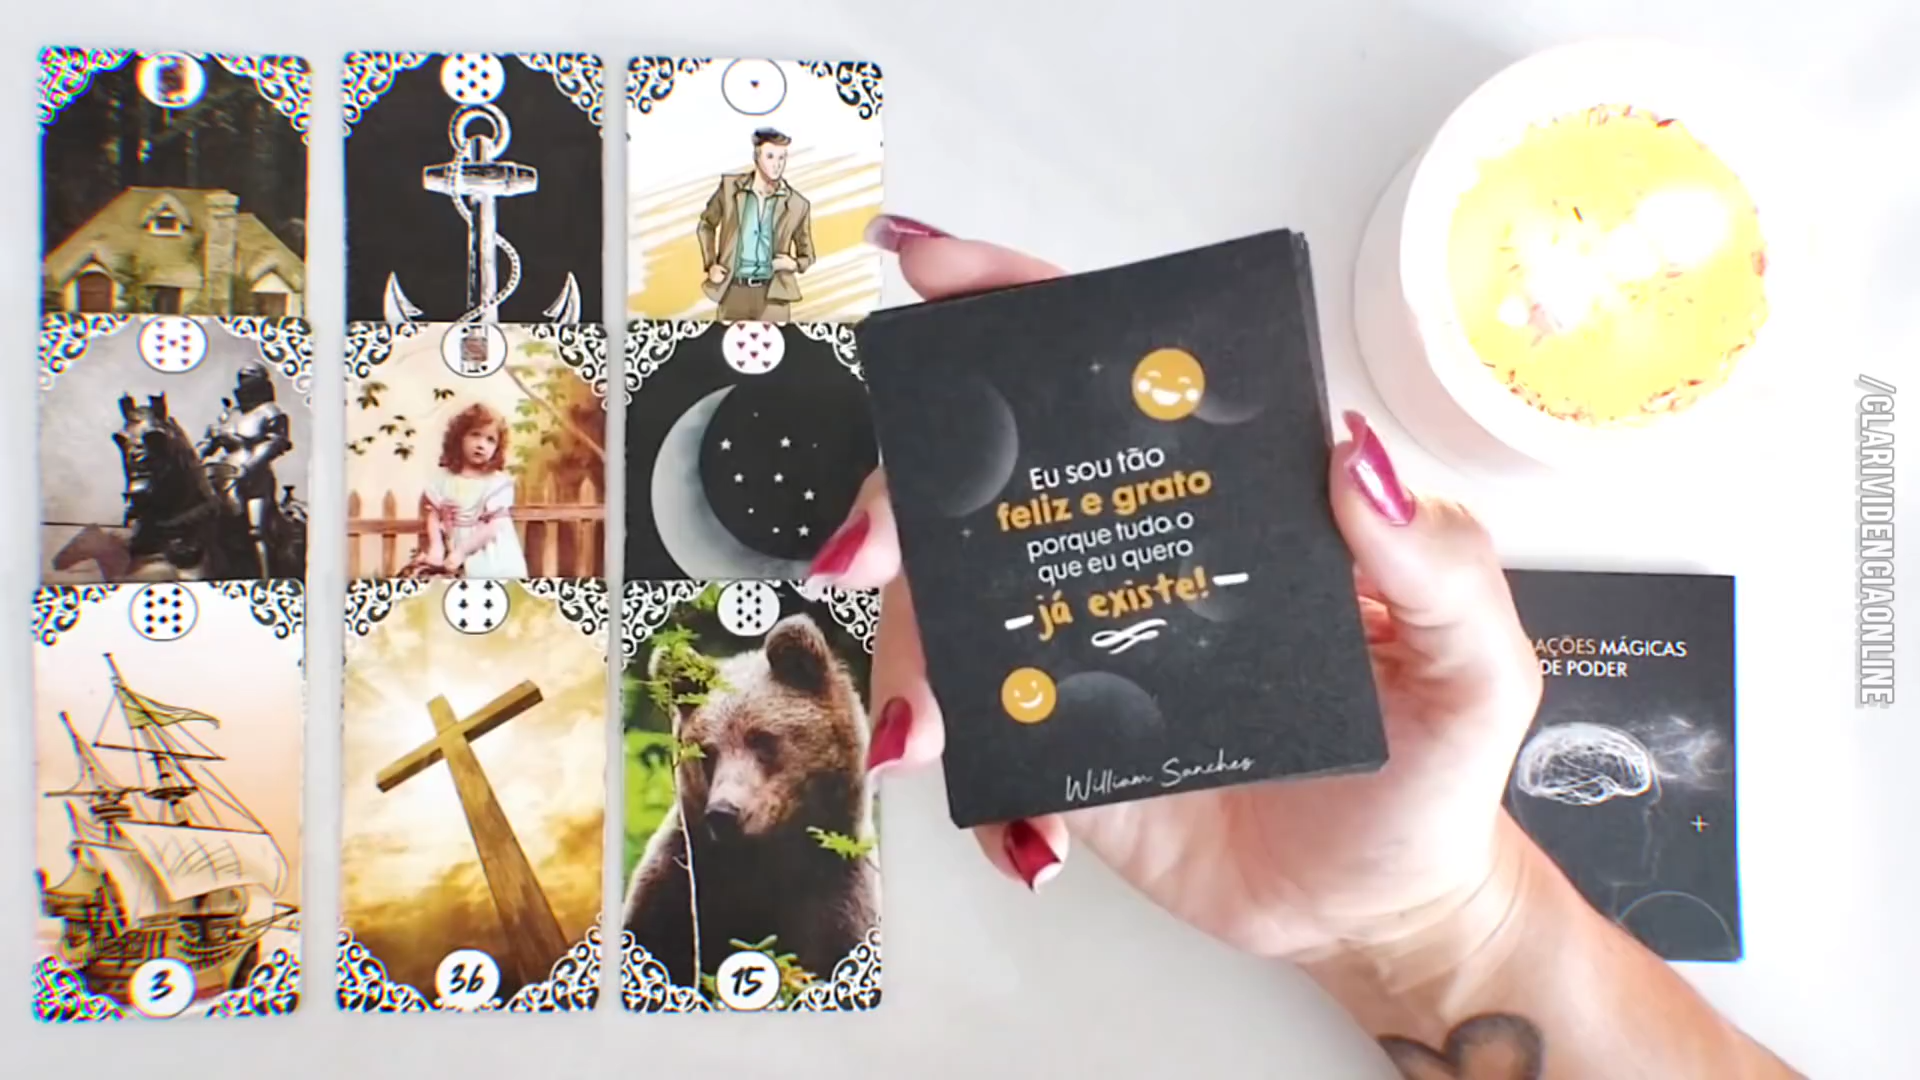 Eu sou tão
feliz e grato
porque tudo o
que eu quero
já existe!
William Sanches
AÇÕES MÁGICAS
DE PODER
3
36
15
/CLARIVIDENCIAONLINE